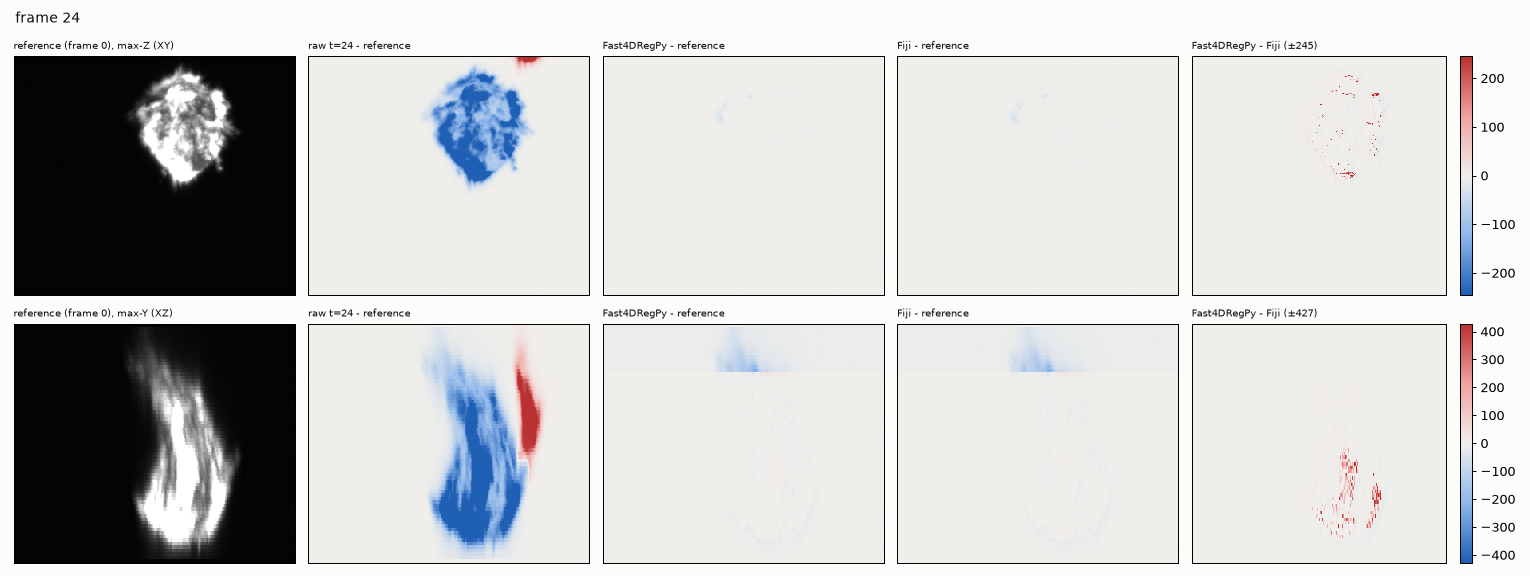 frame 24
reference (frame 0), max-Z (XY)
raw t=24 - reference
Fast4DRegPy - reference
Fiji - reference
Fast4DRegPy - Fiji (±245)
200
100
0
−100
−200
reference (frame 0), max-Y (XZ)
raw t=24 - reference
Fast4DRegPy - reference
Fiji - reference
Fast4DRegPy - Fiji (±427)
400
300
200
100
0
−100
−200
−300
−400